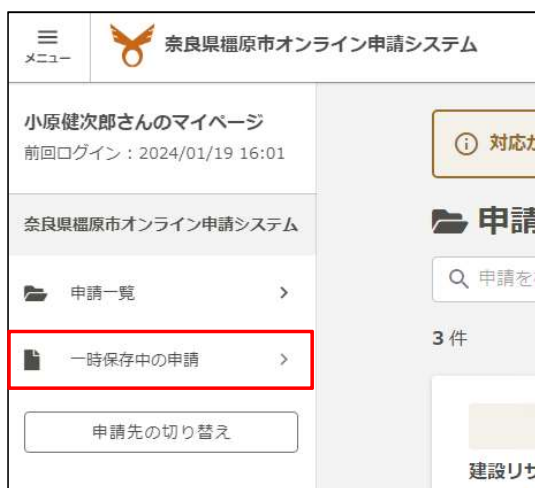 メニュー
奈良県橿原市オンライン申請システム
小原健次郎さんのマイページ
前回ログイン：2024/01/19 16:01
奈良県橿原市オンライン申請システム
申請一覧
一時保存中の申請
申請先の切り替え
対応が
申請
申請を
3 件
建設リサ